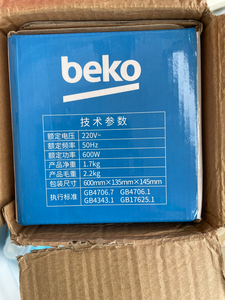 beko
技术参数
额定电压 220V~
额定频率 50Hz
额定功率 600W
产品净重 1.7kg
产品毛重 2.2kg
包装尺寸 600mm×135mm×145mm
执行标准 GB4706.7 GB4706.1
GB4343.1 GB17625.1